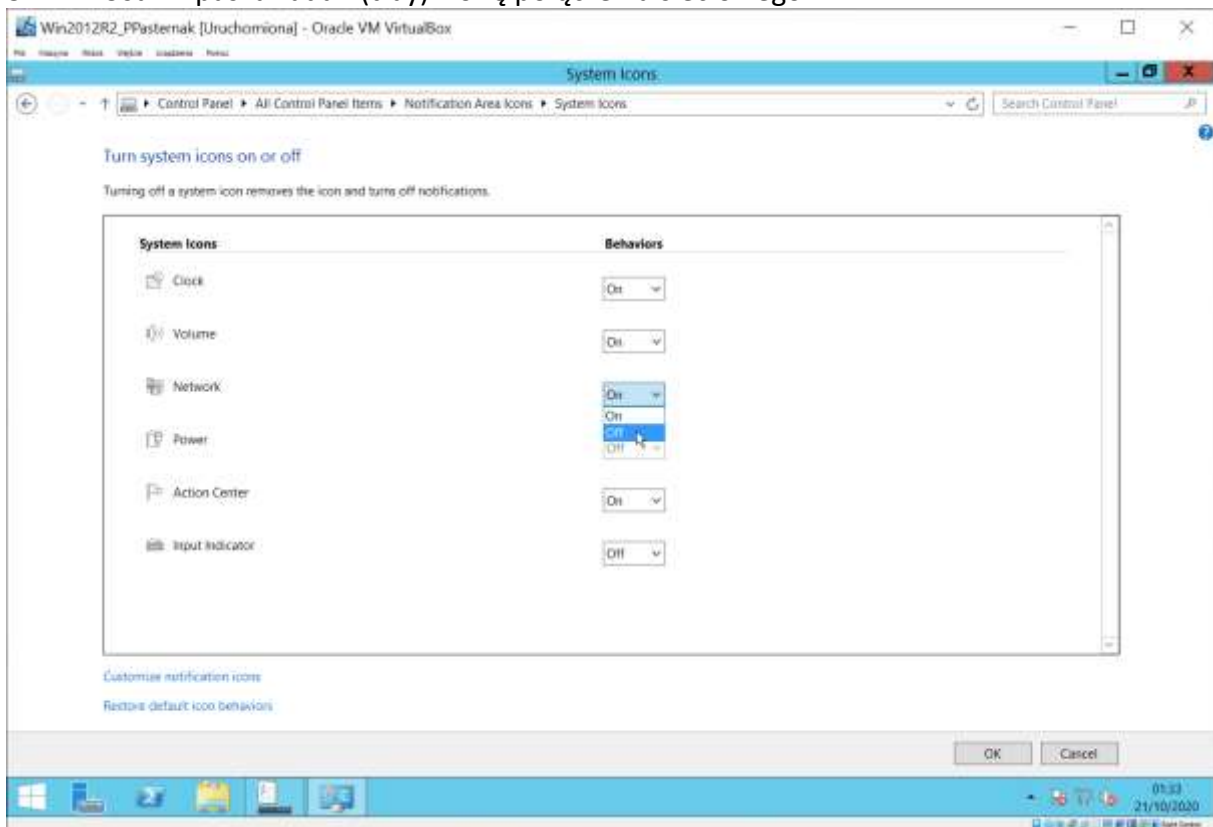 Win2012R2_PPasternak [Uruchomiona] - Oracle VM VirtualBox
Pomoc
System Icons
Control Panel ▸ All Control Panel Items ▸ Notification Area Icons ▸ System Icons
Search Control Panel
Turn system icons on or off
Turning off a system icon removes the icon and turns off notifications.
System Icons Behaviors
Clock On
Volume On
Network On
On
Off
Power Off
Action Center On
Input Indicator Off
Customize notification icons
Restore default icon behaviors
OK Cancel
01:33
21/10/2020